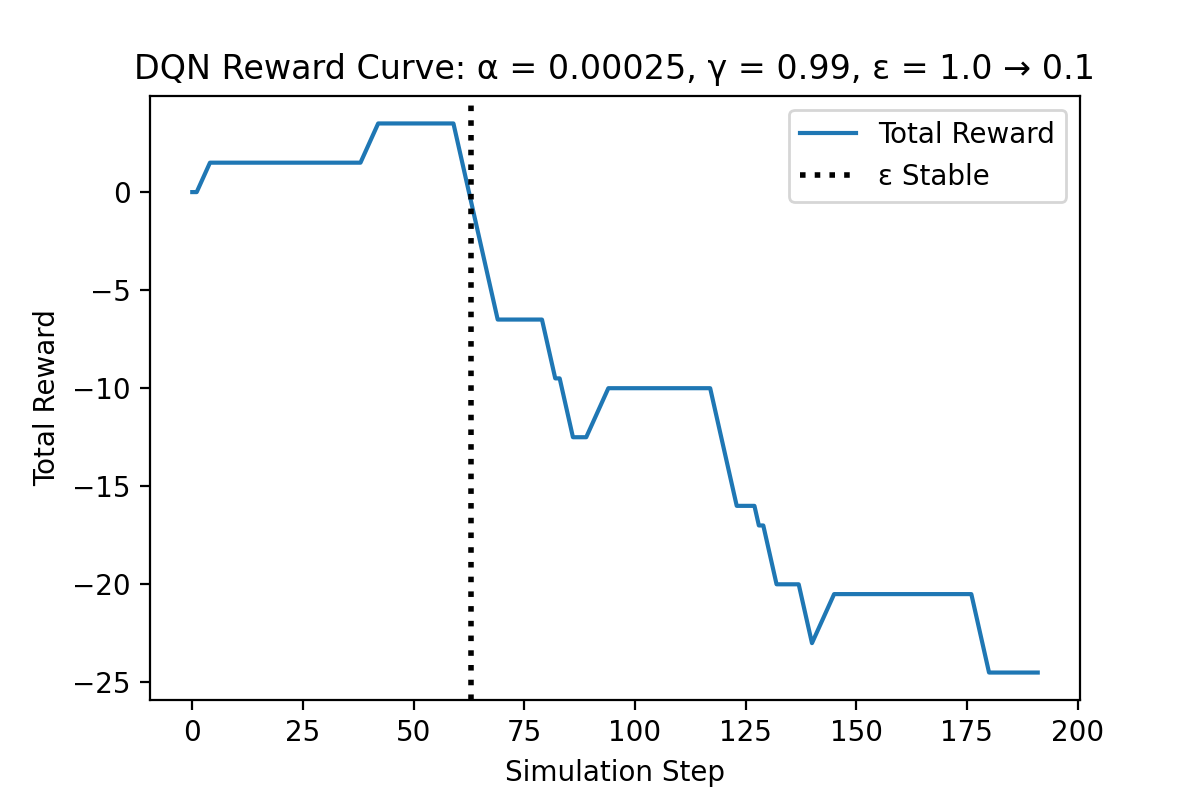 DQN Reward Curve: α = 0.00025, γ = 0.99, ε = 1.0 → 0.1
Total Reward
ε Stable
0
−5
−10
−15
−20
−25
Total Reward
0 25 50 75 100 125 150 175 200
Simulation Step